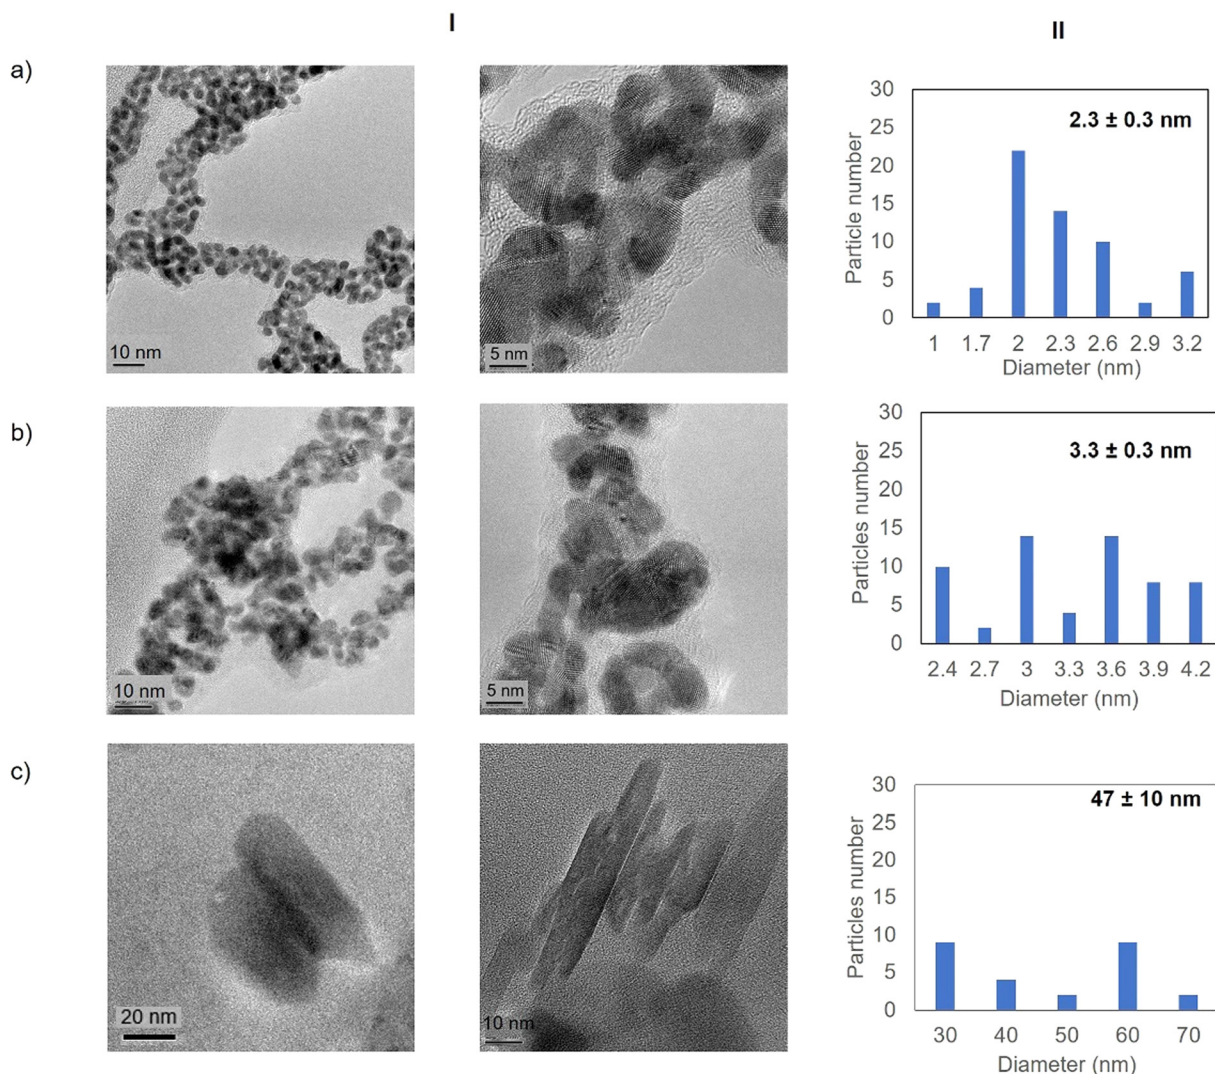 I
II
a)
10 nm
5 nm
30
25
20
15
10
5
0
Particle number
2.3 ± 0.3 nm
1 1.7 2 2.3 2.6 2.9 3.2
Diameter (nm)
b)
10 nm
5 nm
30
25
20
15
10
5
0
Particles number
3.3 ± 0.3 nm
2.4 2.7 3 3.3 3.6 3.9 4.2
Diameter (nm)
c)
20 nm
10 nm
30
25
20
15
10
5
0
Particles number
47 ± 10 nm
30 40 50 60 70
Diameter (nm)